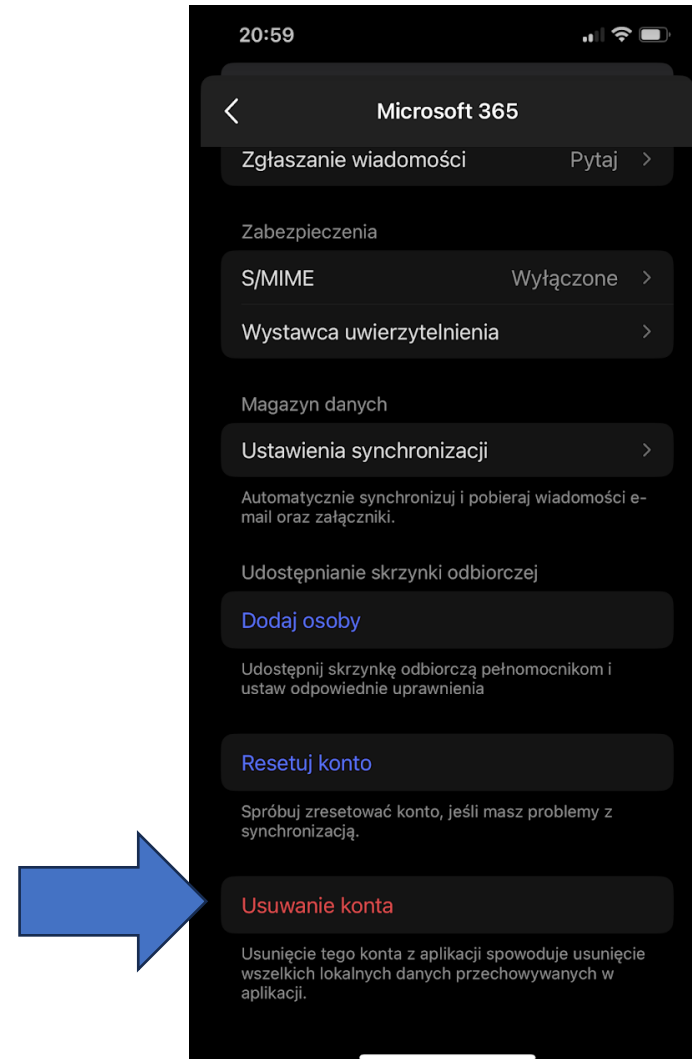 20:59
Microsoft 365
Zgłaszanie wiadomości Pytaj
Zabezpieczenia
S/MIME Wyłączone
Wystawca uwierzytelnienia
Magazyn danych
Ustawienia synchronizacji
Automatycznie synchronizuj i pobieraj wiadomości e-
mail oraz załączniki.
Udostępnianie skrzynki odbiorczej
Dodaj osoby
Udostępnij skrzynkę odbiorczą pełnomocnikom i
ustaw odpowiednie uprawnienia
Resetuj konto
Spróbuj zresetować konto, jeśli masz problemy z
synchronizacją.
Usuwanie konta
Usunięcie tego konta z aplikacji spowoduje usunięcie
wszelkich lokalnych danych przechowywanych w
aplikacji.